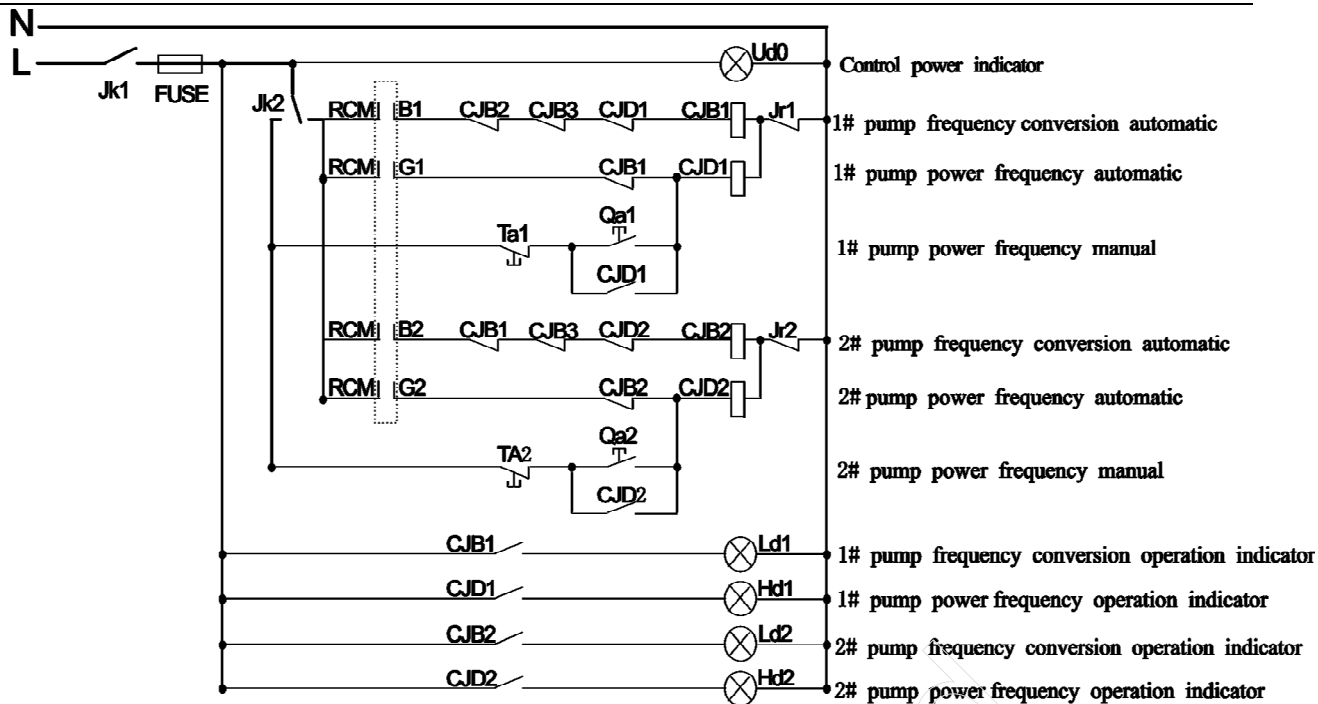 N
L Jk1 FUSE Ud0 Control power indicator
Jk2 RCM B1 CJB2 CJB3 CJD1 CJB1 Jr1 1# pump frequency conversion automatic
RCM G1 CJB1 CJD1 1# pump power frequency automatic
Ta1 Qa1 1# pump power frequency manual
CJD1
RCM B2 CJB1 CJB3 CJD2 CJB2 Jr2 2# pump frequency conversion automatic
RCM G2 CJB2 CJD2 2# pump power frequency automatic
TA2 Qa2 2# pump power frequency manual
CJD2
CJB1 Ld1 1# pump frequency conversion operation indicator
CJD1 Hd1 1# pump power frequency operation indicator
CJB2 Ld2 2# pump frequency conversion operation indicator
CJD2 Hd2 2# pump power frequency operation indicator